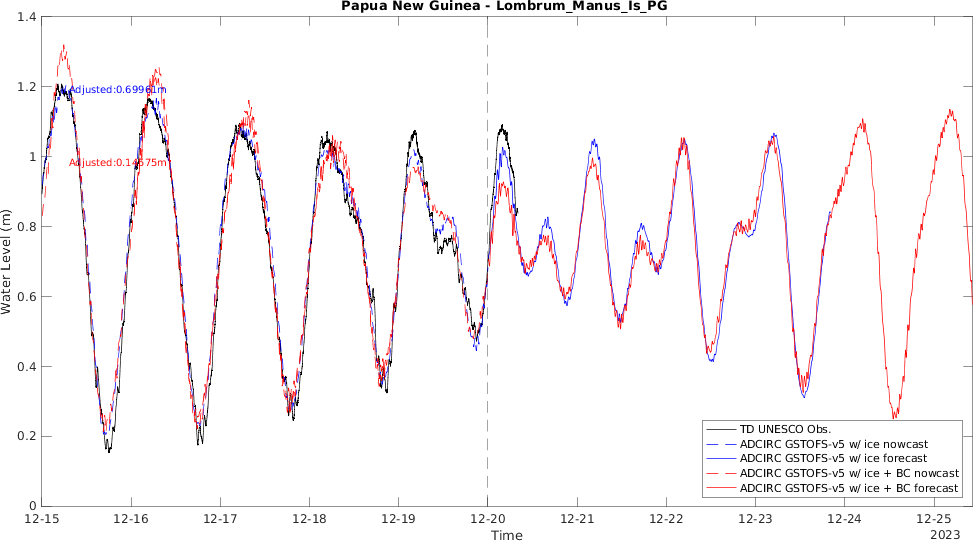 Papua New Guinea - Lombrum_Manus_Is_PG
1.4
1.2
1
0.8
0.6
0.4
0.2
0
Water Level (m)
Adjusted:0.69961m
Adjusted:0.14575m
TD UNESCO Obs.
ADCIRC GSTOFS-v5 w/ ice nowcast
ADCIRC GSTOFS-v5 w/ ice forecast
ADCIRC GSTOFS-v5 w/ ice + BC nowcast
ADCIRC GSTOFS-v5 w/ ice + BC forecast
12-15 12-16 12-17 12-18 12-19 12-20 12-21 12-22 12-23 12-24 12-25
2023
Time